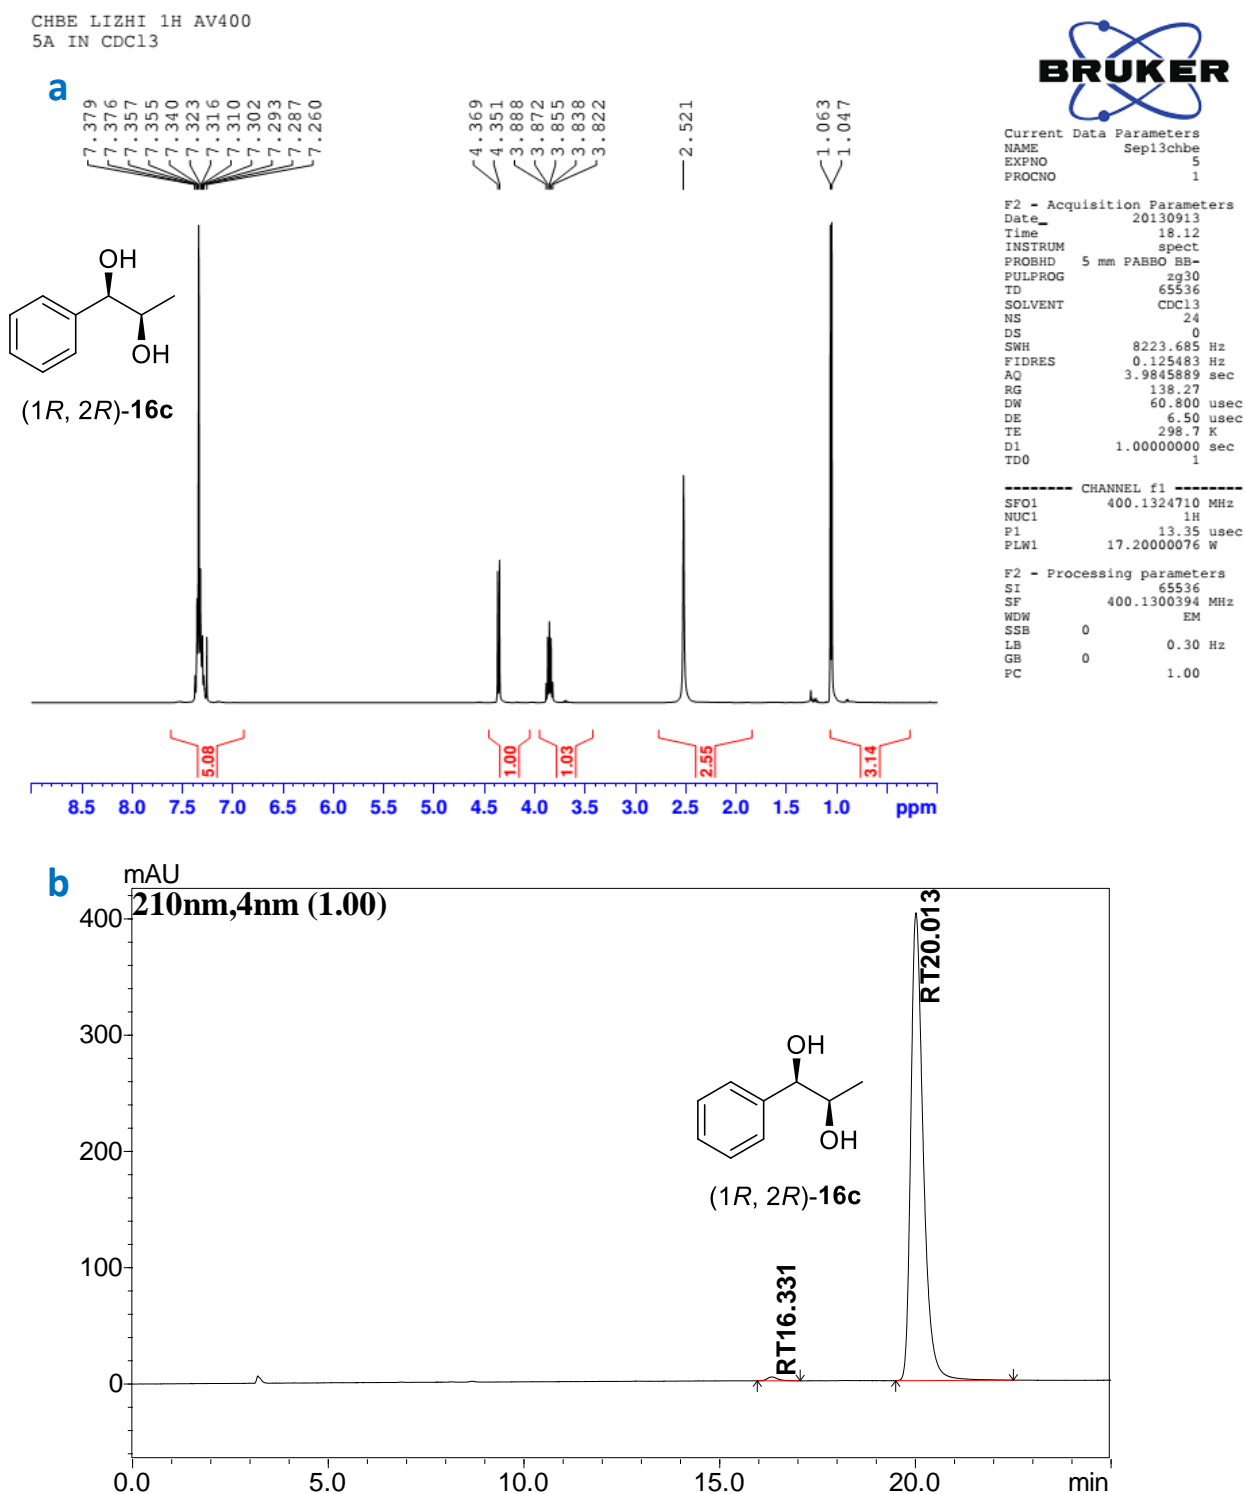 CHBE LIZHI 1H AV400
5A IN CDCl3
a
7.379
7.376
7.357
7.355
7.340
7.323
7.316
7.310
7.302
7.293
7.287
7.260
4.369
4.351
3.888
3.872
3.855
3.838
3.822
2.521
1.063
1.047
BRUKER
Current Data Parameters
NAME Sep13chbe
EXPNO 5
PROCNO 1
F2 - Acquisition Parameters
Date_ 20130913
Time 18.12
INSTRUM spect
PROBHD 5 mm PABBO BB-
PULPROG zg30
TD 65536
SOLVENT CDCl3
NS 24
DS 0
SWH 8223.685 Hz
FIDRES 0.125483 Hz
AQ 3.9845889 sec
RG 138.27
DW 60.800 usec
DE 6.50 usec
TE 298.7 K
D1 1.00000000 sec
TD0 1
======== CHANNEL f1 ========
SFO1 400.1324710 MHz
NUC1 1H
P1 13.35 usec
PLW1 17.20000076 W
F2 - Processing parameters
SI 65536
SF 400.1300394 MHz
WDW EM
SSB 0
LB 0.30 Hz
GB 0
PC 1.00
OH
OH
(1R, 2R)-16c
5.08
1.00
1.03
2.55
3.14
8.5 8.0 7.5 7.0 6.5 6.0 5.5 5.0 4.5 4.0 3.5 3.0 2.5 2.0 1.5 1.0 ppm
b
mAU
210nm,4nm (1.00)
400
300
200
100
0
RT16.331
RT20.013
OH
OH
(1R, 2R)-16c
0.0 5.0 10.0 15.0 20.0 min